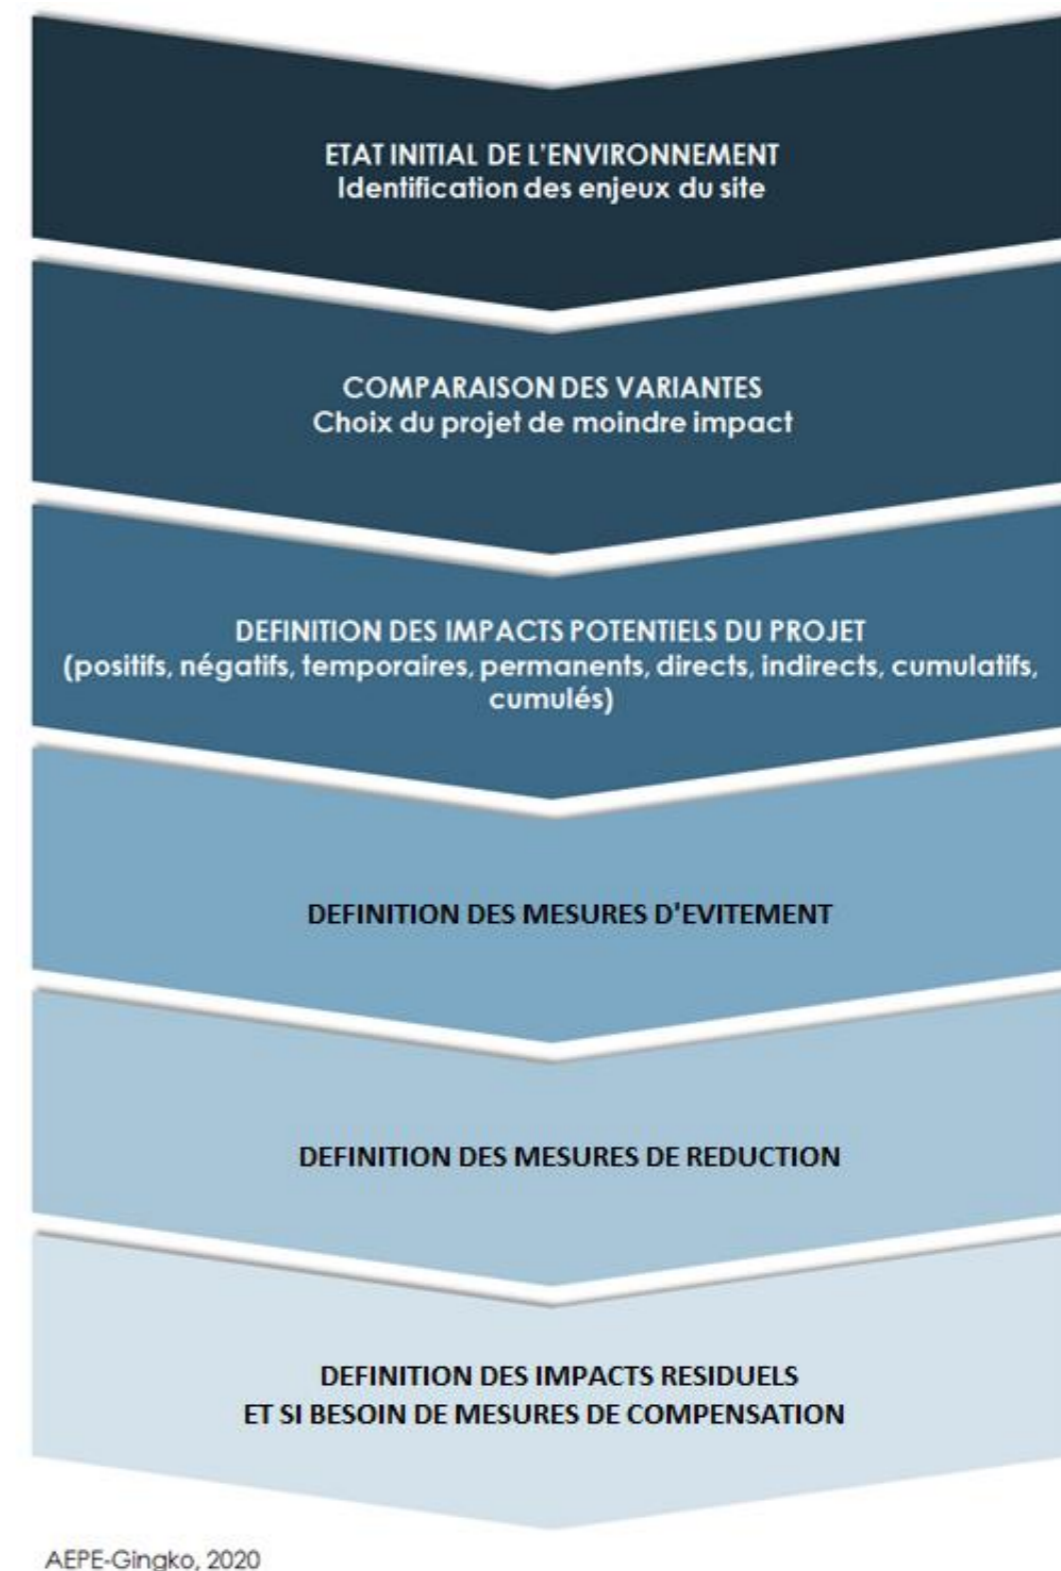 ETAT INITIAL DE L'ENVIRONNEMENT
Identification des enjeux du site
COMPARAISON DES VARIANTES
Choix du projet de moindre impact
DEFINITION DES IMPACTS POTENTIELS DU PROJET
(positifs, négatifs, temporaires, permanents, directs, indirects, cumulatifs,
cumulés)
DEFINITION DES MESURES D'EVITEMENT
DEFINITION DES MESURES DE REDUCTION
DEFINITION DES IMPACTS RESIDUELS
ET SI BESOIN DE MESURES DE COMPENSATION
AEPE-Gingko, 2020